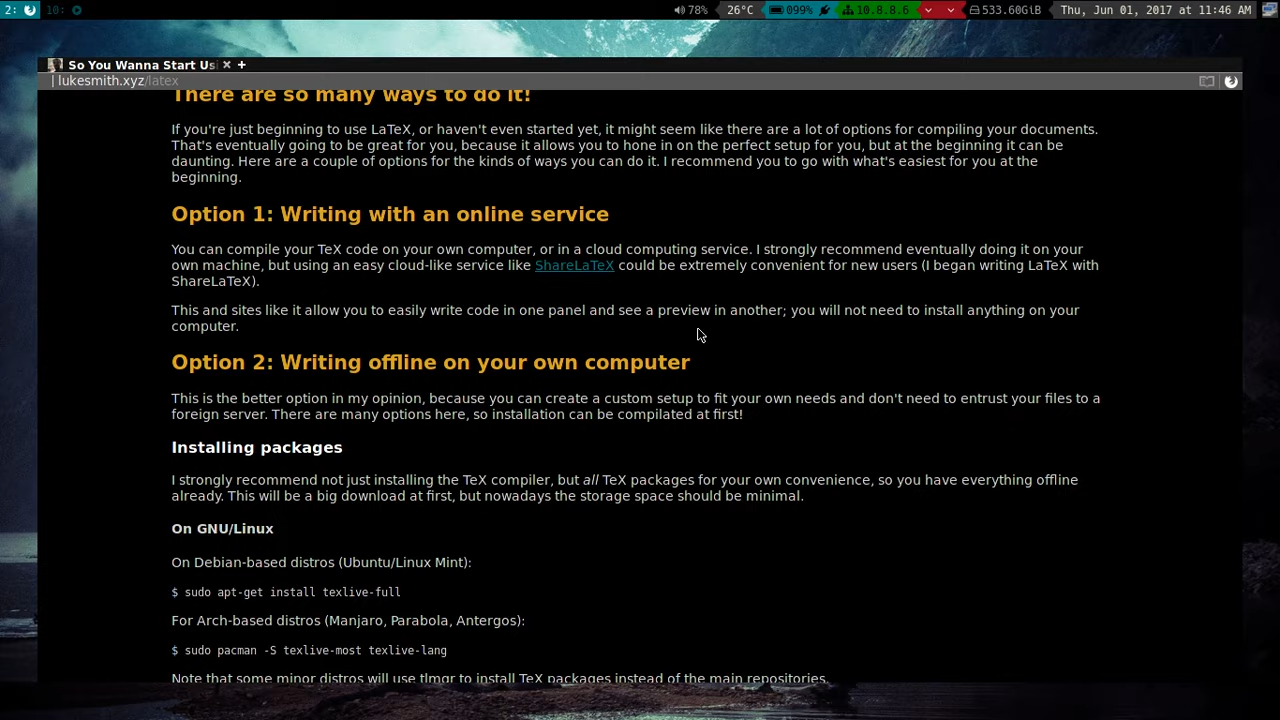 2: 10: 78% 26°C 099% 10.8.8.6 533.60GiB Thu, Jun 01, 2017 at 11:46 AM
So You Wanna Start Us
lukesmith.xyz/latex
There are so many ways to do it!
If you're just beginning to use LaTeX, or haven't even started yet, it might seem like there are a lot of options for compiling your documents.
That's eventually going to be great for you, because it allows you to hone in on the perfect setup for you, but at the beginning it can be
daunting. Here are a couple of options for the kinds of ways you can do it. I recommend you to go with what's easiest for you at the
beginning.
Option 1: Writing with an online service
You can compile your TeX code on your own computer, or in a cloud computing service. I strongly recommend eventually doing it on your
own machine, but using an easy cloud-like service like ShareLaTeX could be extremely convenient for new users (I began writing LaTeX with
ShareLaTeX).
This and sites like it allow you to easily write code in one panel and see a preview in another; you will not need to install anything on your
computer.
Option 2: Writing offline on your own computer
This is the better option in my opinion, because you can create a custom setup to fit your own needs and don't need to entrust your files to a
foreign server. There are many options here, so installation can be compilated at first!
Installing packages
I strongly recommend not just installing the TeX compiler, but all TeX packages for your own convenience, so you have everything offline
already. This will be a big download at first, but nowadays the storage space should be minimal.
On GNU/Linux
On Debian-based distros (Ubuntu/Linux Mint):
$ sudo apt-get install texlive-full
For Arch-based distros (Manjaro, Parabola, Antergos):
$ sudo pacman -S texlive-most texlive-lang
Note that some minor distros will use tlmgr to install TeX packages instead of the main repositories.